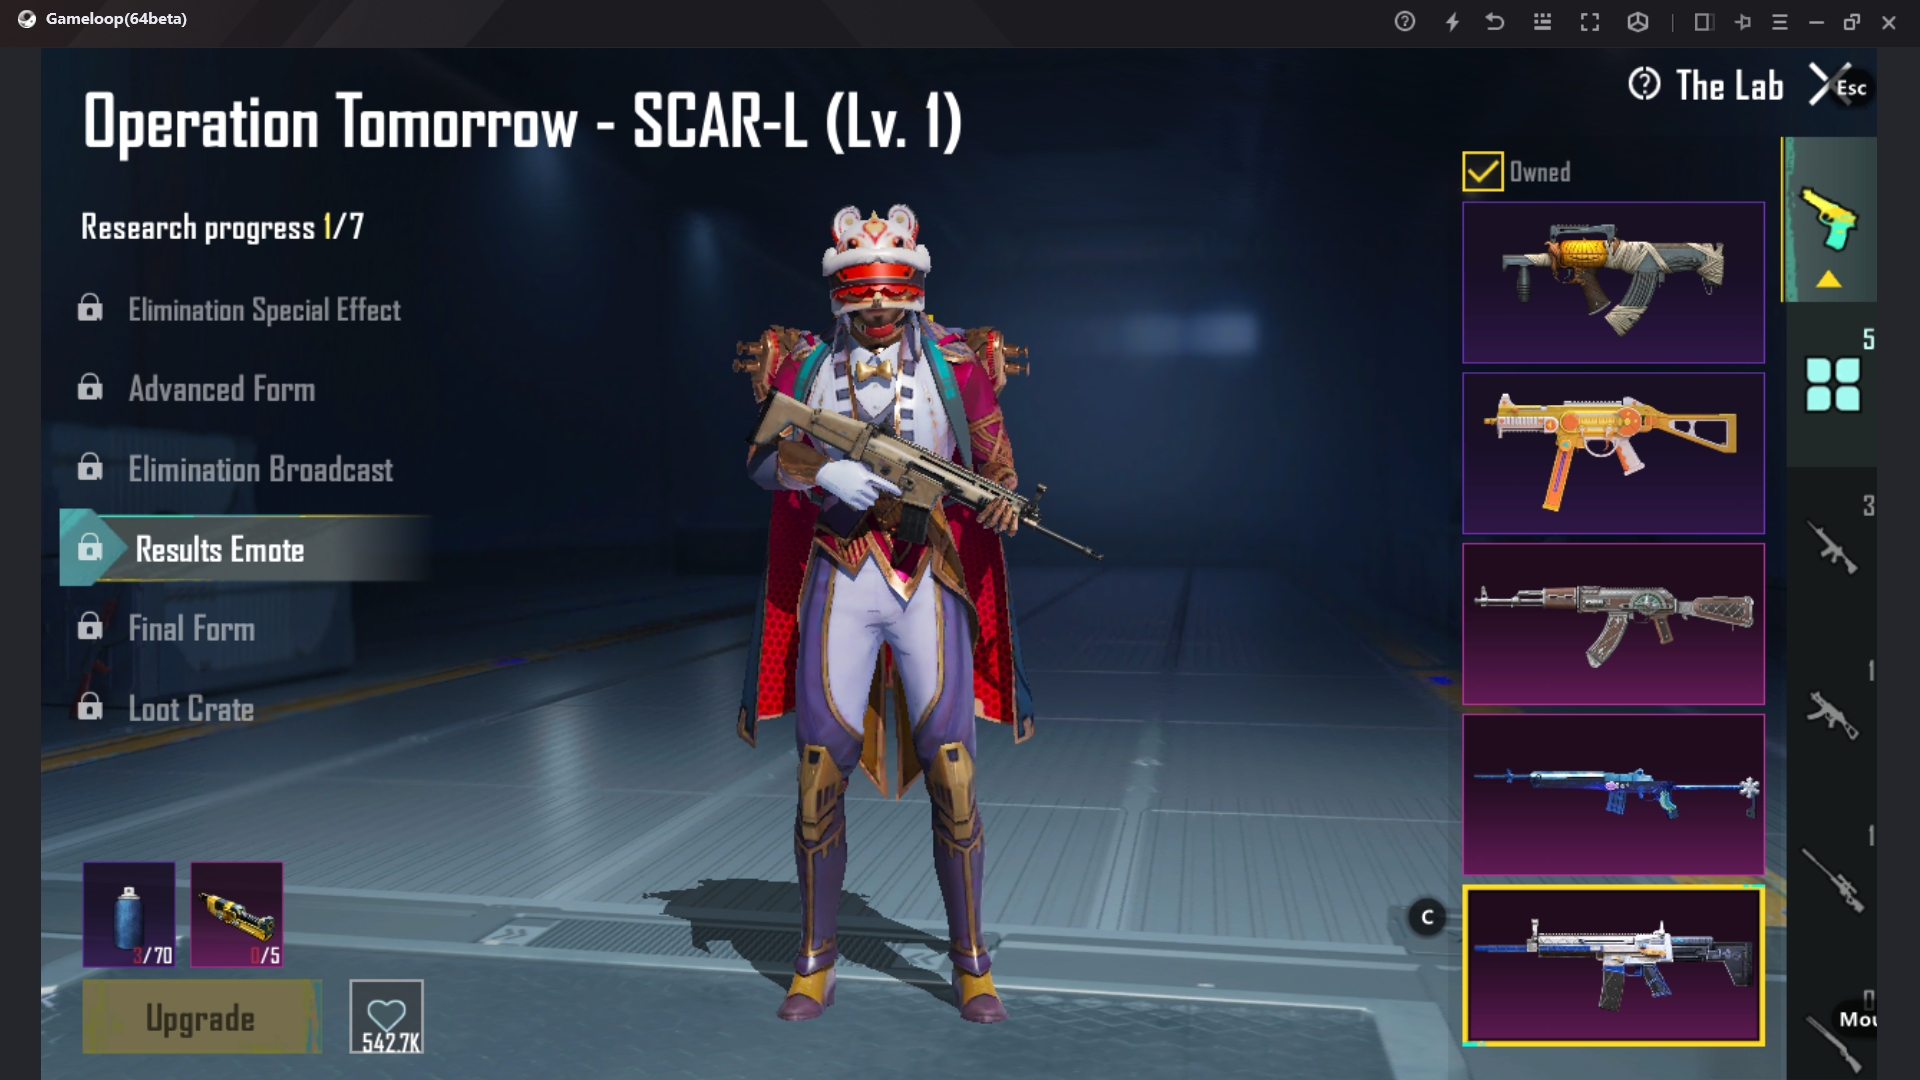 Gameloop(64beta)
Operation Tomorrow - SCAR-L (Lv. 1)
The Lab
Esc
Owned
Research progress 1/7
Elimination Special Effect
Advanced Form
Elimination Broadcast
Results Emote
Final Form
Loot Crate
5
3
1
1
0
C
3/70
0/5
Upgrade
542.7K
Mou